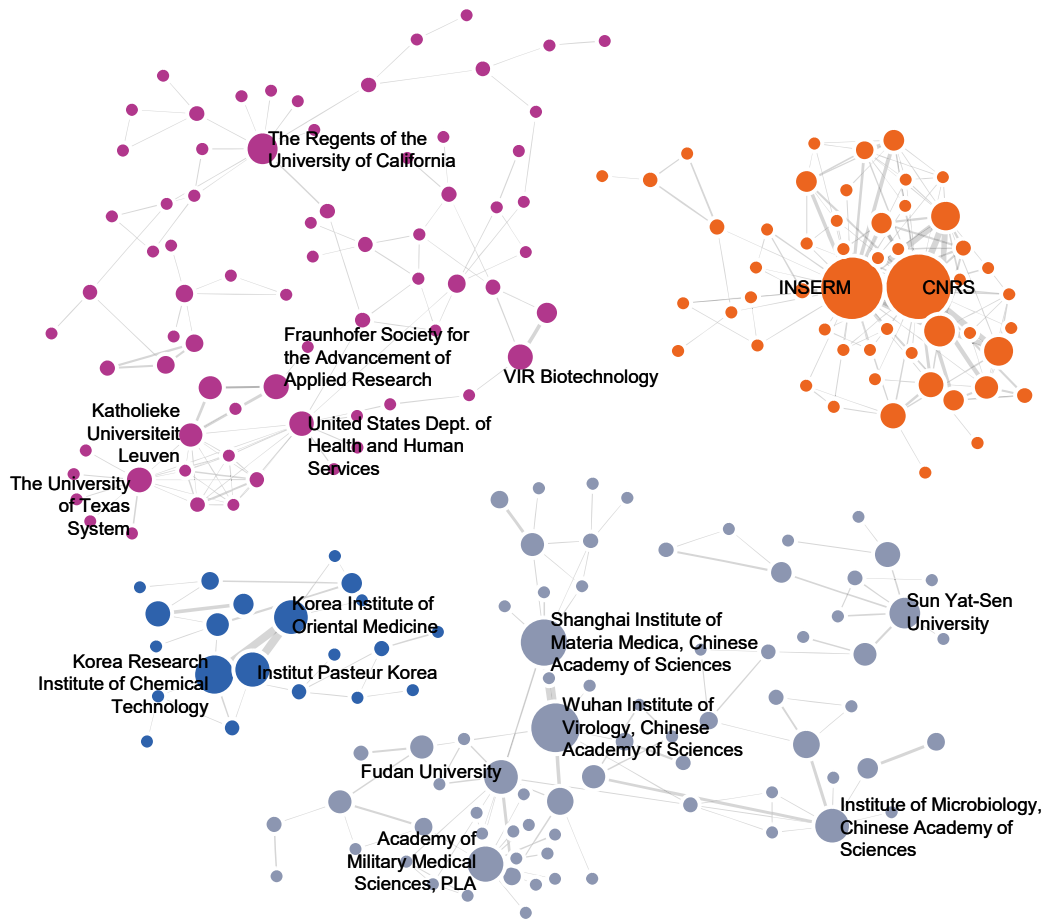 The Regents of the
University of California
INSERM
CNRS
Fraunhofer Society for
the Advancement of
Applied Research
VIR Biotechnology
Katholieke
Universiteit
Leuven
United States Dept. of
Health and Human
Services
The University
of Texas
System
Korea Institute of
Oriental Medicine
Korea Research
Institute of Chemical
Technology
Institut Pasteur Korea
Shanghai Institute of
Materia Medica, Chinese
Academy of Sciences
Sun Yat-Sen
University
Wuhan Institute of
Virology, Chinese
Academy of Sciences
Fudan University
Academy of
Military Medical
Sciences, PLA
Institute of Microbiology,
Chinese Academy of
Sciences